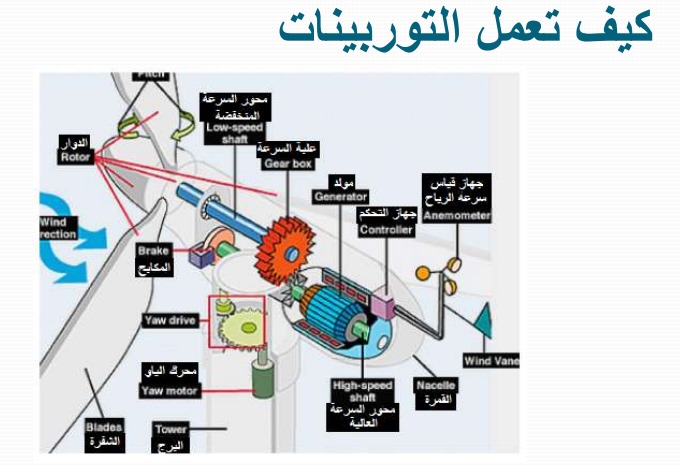 كيف تعمل التوربينات
Pitch
محور السرعة
المنخفضة
Low-speed
shaft
الدوار
Rotor
علبة السرعة
Gear box
مولد
Generator
جهاز قياس
سرعه الرياح
Anemometer
جهاز التحكم
Controller
Wind
rection
Brake
المكابح
Yaw drive
Wind Vane
محرك الياو
Yaw motor
High-speed
shaft
محور السرعة
العالية
Nacelle
القمرة
Blades
الشفرة
Tower
البرج